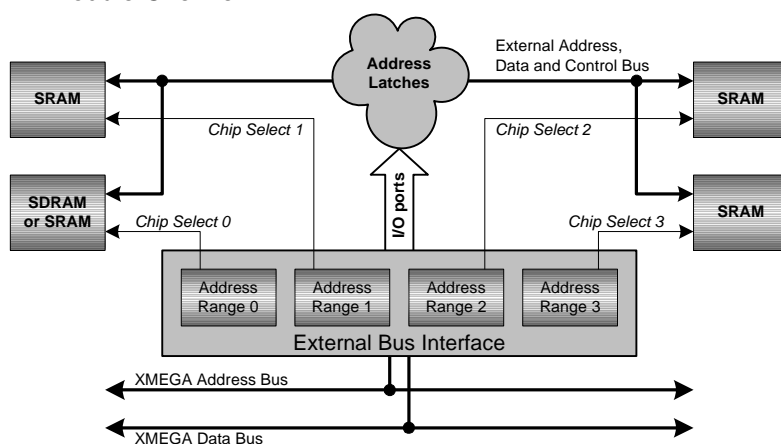 Address
Latches
External Address,
Data and Control Bus
SRAM
SRAM
Chip Select 1
Chip Select 2
SDRAM
or SRAM
I/O ports
SRAM
Chip Select 0
Chip Select 3
Address
Range 0
Address
Range 1
Address
Range 2
Address
Range 3
External Bus Interface
XMEGA Address Bus
XMEGA Data Bus